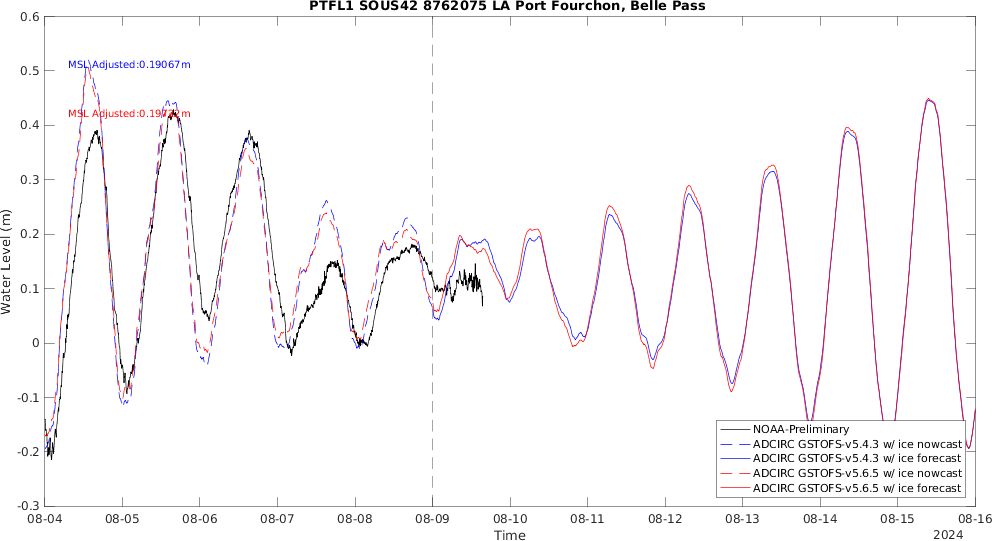 PTFL1 SOUS42 8762075 LA Port Fourchon, Belle Pass
0.6
0.5
0.4
0.3
0.2
0.1
0
-0.1
-0.2
-0.3
Water Level (m)
MSL Adjusted:0.19067m
MSL Adjusted:0.19772m
NOAA-Preliminary
ADCIRC GSTOFS-v5.4.3 w/ ice nowcast
ADCIRC GSTOFS-v5.4.3 w/ ice forecast
ADCIRC GSTOFS-v5.6.5 w/ ice nowcast
ADCIRC GSTOFS-v5.6.5 w/ ice forecast
08-04 08-05 08-06 08-07 08-08 08-09 08-10 08-11 08-12 08-13 08-14 08-15 08-16
Time
2024